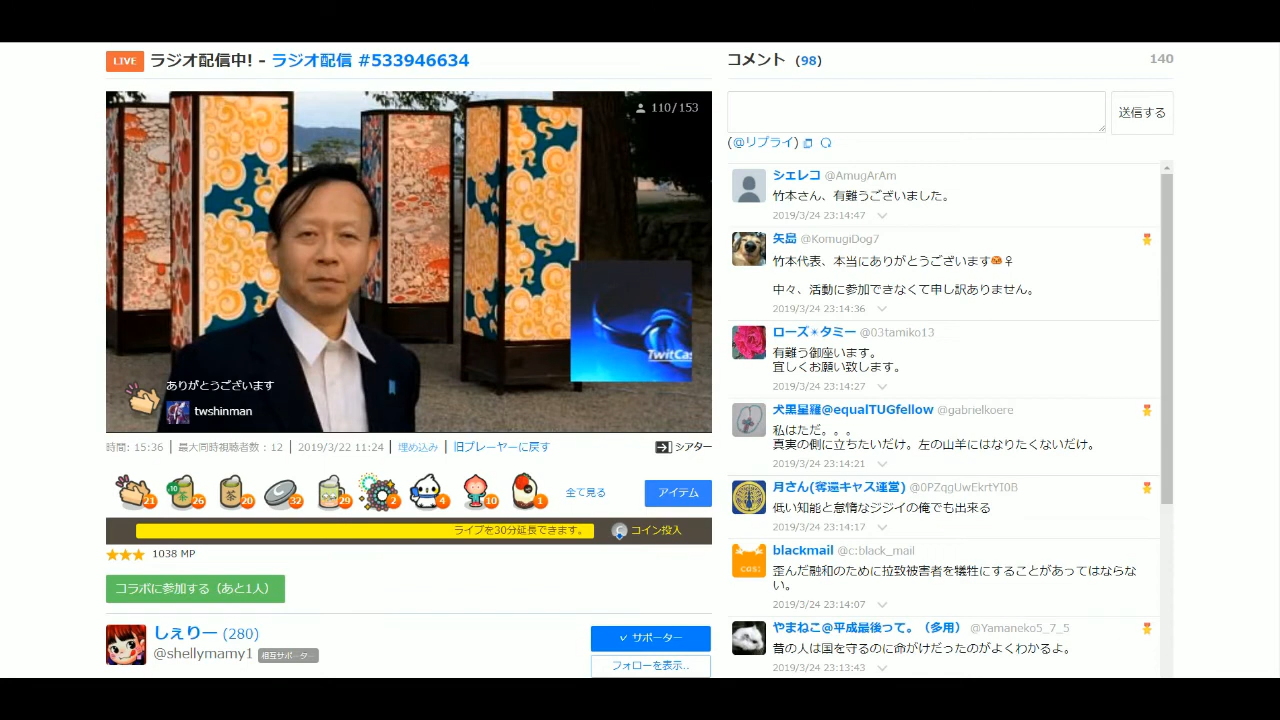 LIVE ラジオ配信中! - ラジオ配信 #533946634
110/153
ありがとうございます
twshinman
TwitCas
時間: 15:36 | 最大同時視聴者数 : 12 | 2019/3/22 11:24 | 埋め込み | 旧プレーヤーに戻す
シアター
21
×10 茶 26
茶 20
32
29
2
4
10
1
全て見る
アイテム
ライブを30分延長できます。
C コイン投入
★★★ 1038 MP
コラボに参加する（あと1人）
しぇりー (280)
@shellymamy1 相互サポーター
✓ サポーター
フォローを表示..
コメント (98)
140
送信する
(@リプライ)
シェレコ @AmugArAm
竹本さん、有難うございました。
2019/3/24 23:14:47
矢島 @KomugiDog7
竹本代表、本当にありがとうございます🙇♀
中々、活動に参加できなくて申し訳ありません。
2019/3/24 23:14:36
ローズ✴タミー @03tamiko13
有難う御座います。
宜しくお願い致します。
2019/3/24 23:14:27
犬黒星羅@equalTUGfellow @gabrielkoere
私はただ。。。
真実の側に立ちたいだけ。左の山羊にはなりたくないだけ。
2019/3/24 23:14:21
月さん(奪還キャス運営) @0PZqgUwEkrtYI0B
低い知能と怠惰なジジイの俺でも出来る
2019/3/24 23:14:17
blackmail @c:black_mail
cas:
歪んだ融和のために拉致被害者を犠牲にすることがあってはならな
い。
2019/3/24 23:14:07
やまねこ@平成最後って。（多用） @Yamaneko5_7_5
昔の人は国を守るのに命がけだったのがよくわかるよ。
2019/3/24 23:13:43